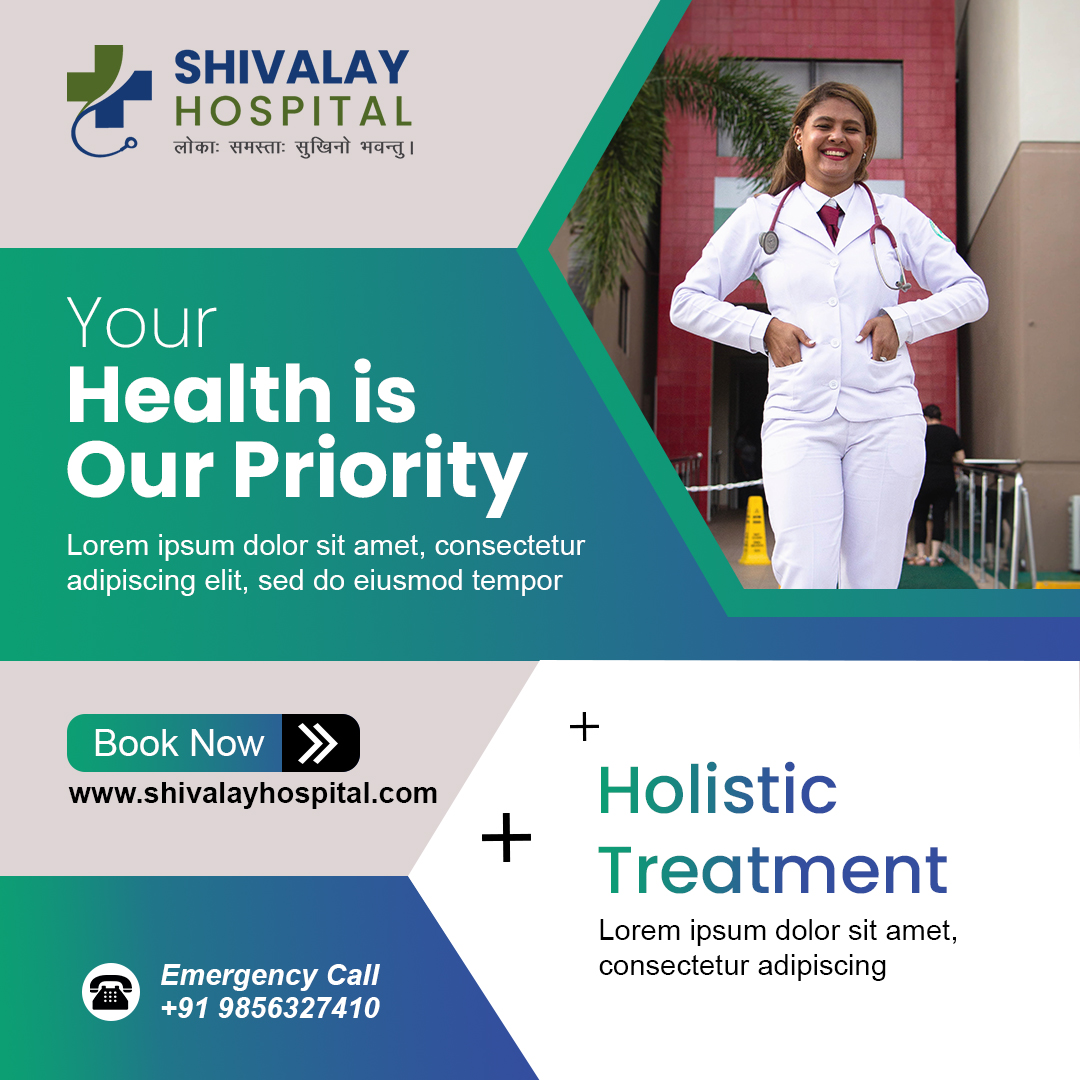 SHIVALAY
HOSPITAL
लोकाः समस्ताः सुखिनो भवन्तु।
Your
Health is
Our Priority
Lorem ipsum dolor sit amet, consectetur
adipiscing elit, sed do eiusmod tempor
Book Now
www.shivalayhospital.com
Holistic
Treatment
Lorem ipsum dolor sit amet,
consectetur adipiscing
Emergency Call
+91 9856327410